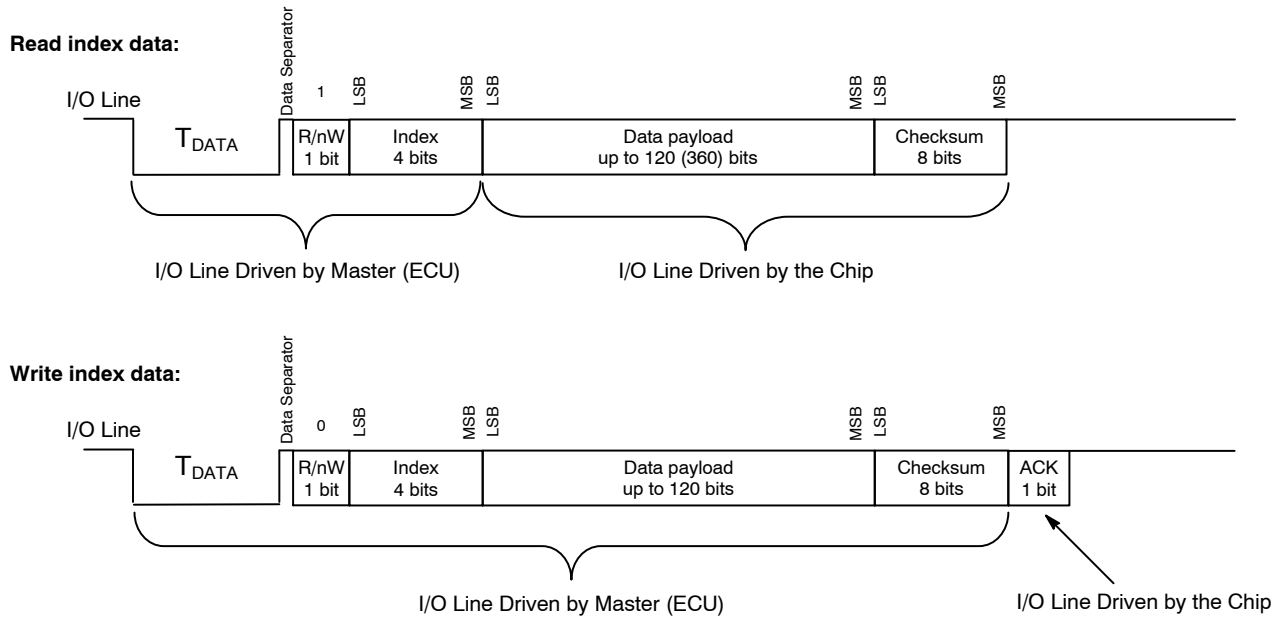 Read index data:
Data Separator
1
LSB
MSB
LSB
MSB
LSB
MSB
I/O Line
TDATA
R/nW
1 bit
Index
4 bits
Data payload
up to 120 (360) bits
Checksum
8 bits
I/O Line Driven by Master (ECU)
I/O Line Driven by the Chip
Write index data:
Data Separator
0
LSB
MSB
LSB
MSB
LSB
MSB
I/O Line
TDATA
R/nW
1 bit
Index
4 bits
Data payload
up to 120 bits
Checksum
8 bits
ACK
1 bit
I/O Line Driven by Master (ECU)
I/O Line Driven by the Chip